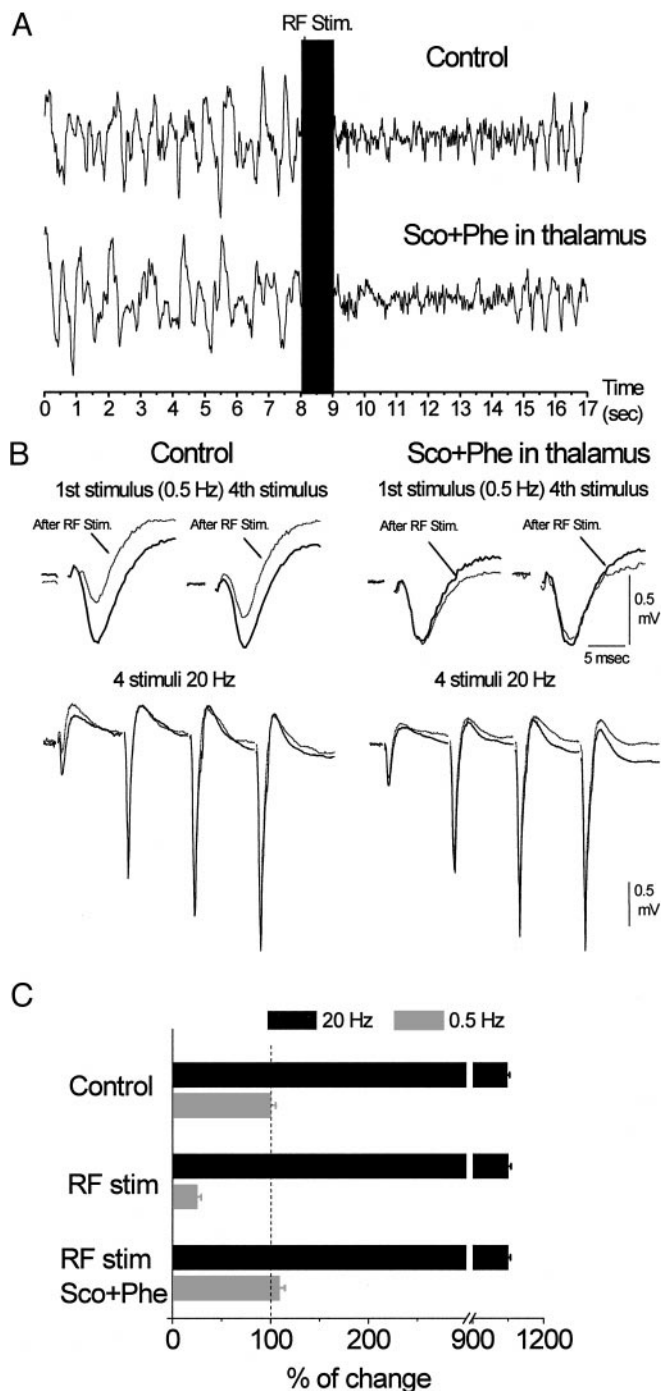 A
RF Stim.
Control
Sco+Phe in thalamus
0 1 2 3 4 5 6 7 8 9 10 11 12 13 14 15 16 17
Time
(sec)
B
Control
Sco+Phe in thalamus
1st stimulus (0.5 Hz) 4th stimulus
1st stimulus (0.5 Hz) 4th stimulus
After RF Stim.
After RF Stim.
After RF Stim.
After RF Stim.
0.5
mV
5 msec
4 stimuli 20 Hz
4 stimuli 20 Hz
0.5
mV
C
20 Hz
0.5 Hz
Control
RF stim
RF stim
Sco+Phe
0 100 200 900 1200
% of change